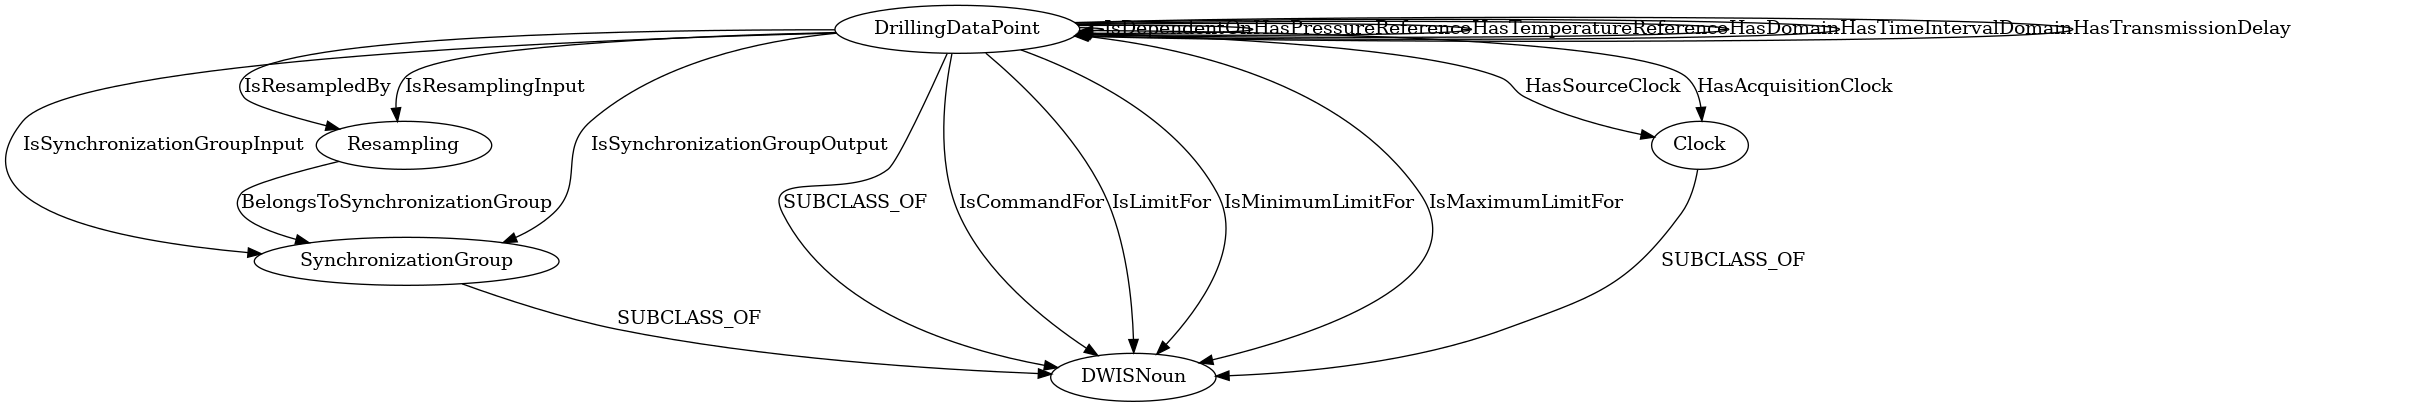 DrillingDataPoint
IsDependentOn
HasPressureReference
HasTemperatureReference
HasDomain
HasTimeIntervalDomain
HasTransmissionDelay
IsResampledBy
IsResamplingInput
HasSourceClock
HasAcquisitionClock
IsSynchronizationGroupInput
Resampling
IsSynchronizationGroupOutput
Clock
BelongsToSynchronizationGroup
SUBCLASS_OF
IsCommandFor
IsLimitFor
IsMinimumLimitFor
IsMaximumLimitFor
SynchronizationGroup
SUBCLASS_OF
SUBCLASS_OF
DWISNoun